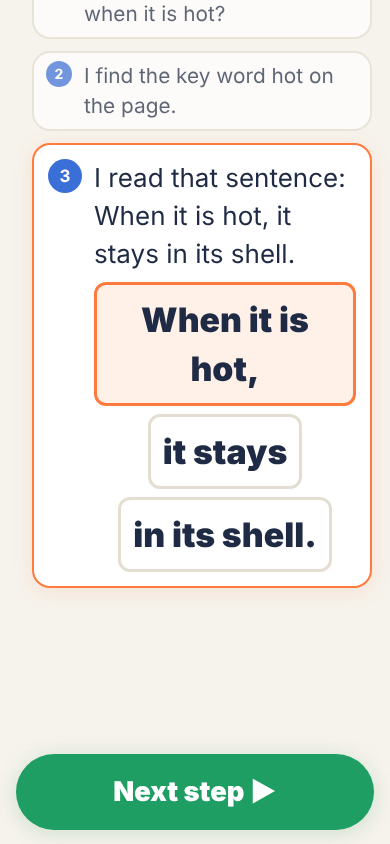 when it is hot?
2
I find the key word hot on
the page.
3
I read that sentence:
When it is hot, it
stays in its shell.
When it is
hot,
it stays
in its shell.
Next step ▶